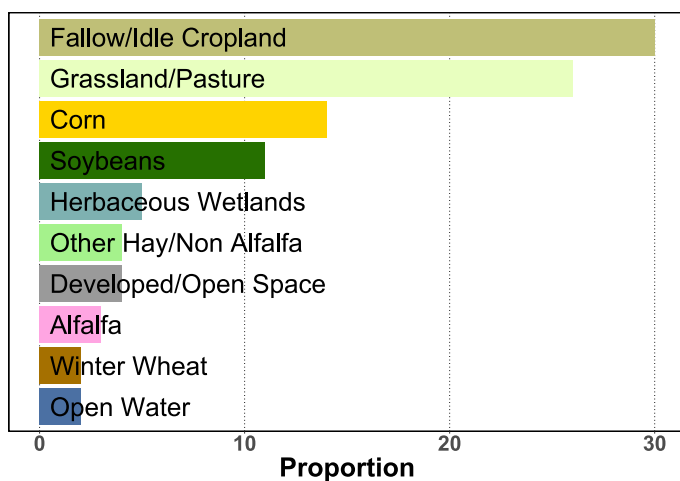 Fallow/Idle Cropland
Grassland/Pasture
Corn
Soybeans
Herbaceous Wetlands
Other Hay/Non Alfalfa
Developed/Open Space
Alfalfa
Winter Wheat
Open Water
0 10 20 30
Proportion